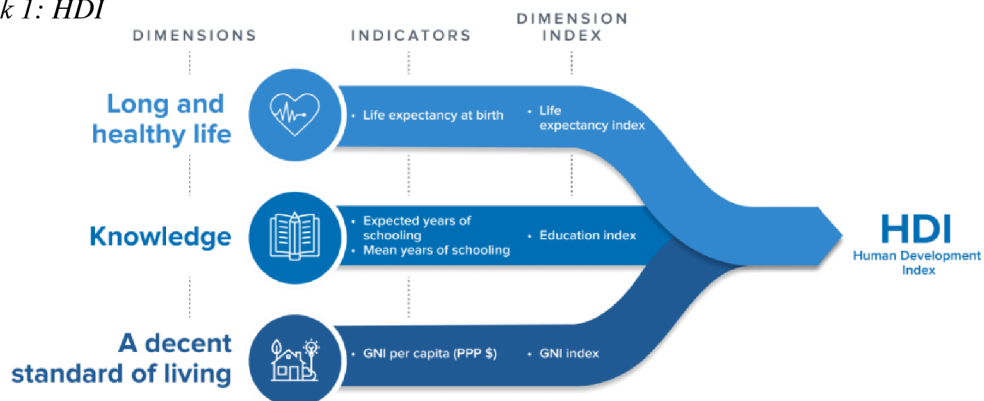 k 1: HDI
DIMENSIONS
INDICATORS
DIMENSION
INDEX
Long and
healthy life
• Life expectancy at birth
• Life
expectancy index
Knowledge
• Expected years of
schooling
• Mean years of schooling
• Education index
A decent
standard of living
• GNI per capita (PPP $)
• GNI index
HDI
Human Development
Index